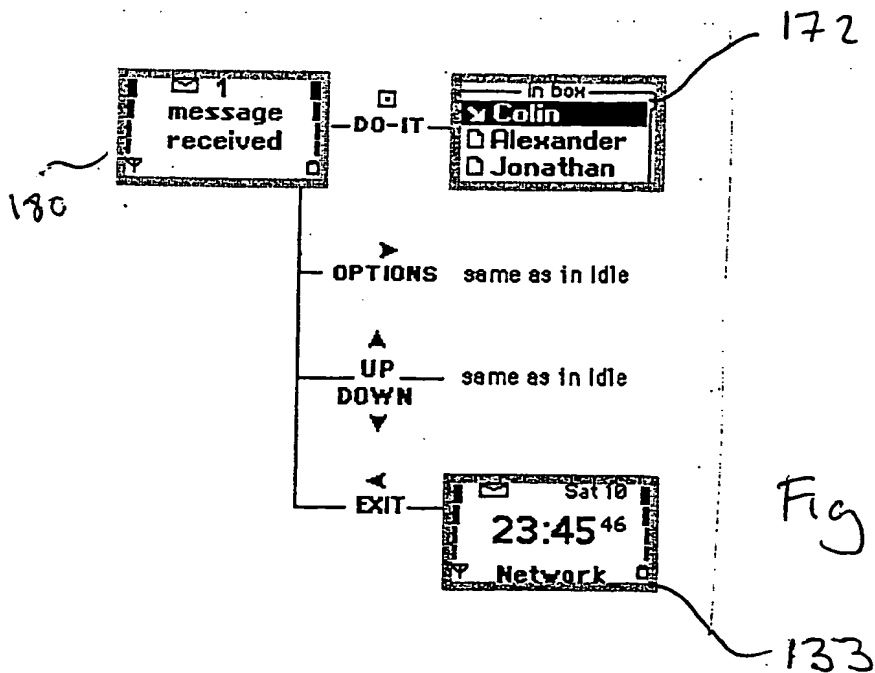 172
1
message
received
DO-IT
in box
Colin
Alexander
Jonathan
180
OPTIONS same as in Idle
UP
DOWN
same as in Idle
EXIT
Sat 10
23:45 46
Network
Fig
133